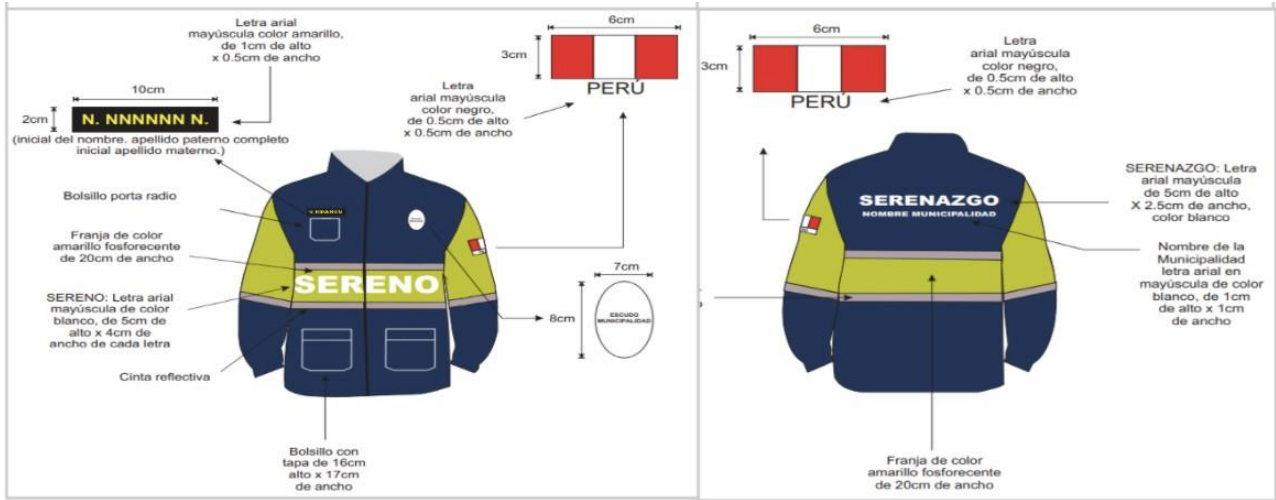 Letra arial
mayúscula color amarillo,
de 1cm de alto
x 0.5cm de ancho
10cm
2cm
N. NNNNNN N.
(inicial del nombre. apellido paterno completo
inicial apellido materno.)
6cm
3cm
PERÚ
Letra
arial mayúscula
color negro,
de 0.5cm de alto
x 0.5cm de ancho
Bolsillo porta radio
Franja de color
amarillo fosforecente
de 20cm de ancho
SERENO: Letra arial
mayúscula de color
blanco, de 5cm de
alto x 4cm de
ancho de cada letra
Cinta reflectiva
SERENO
7cm
8cm
ESCUDO
MUNICIPALIDAD
Bolsillo con
tapa de 16cm
alto x 17cm
de ancho
6cm
3cm
PERÚ
Letra
arial mayúscula
color negro,
de 0.5cm de alto
x 0.5cm de ancho
SERENAZGO
NOMBRE MUNICIPALIDAD
SERENAZGO: Letra
arial mayúscula
de 5cm de alto
X 2.5cm de ancho,
color blanco
Nombre de la
Municipalidad
letra arial en
mayúscula de color
blanco, de 1cm
de alto x 1cm
de ancho
Franja de color
amarillo fosforecente
de 20cm de ancho